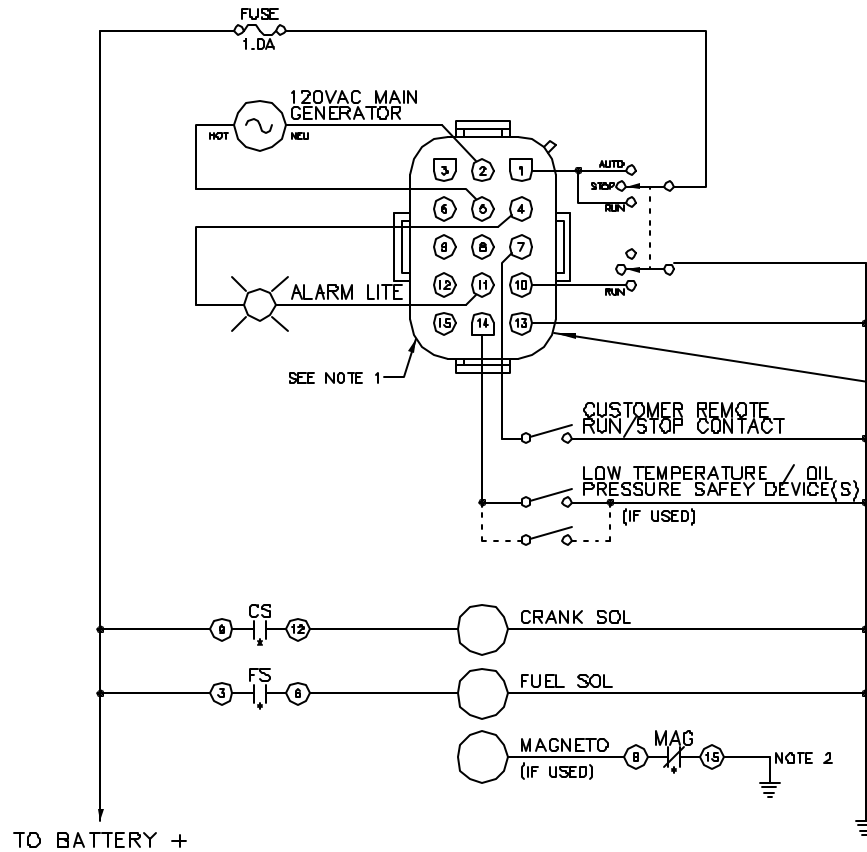 FUSE
1.0A
120VAC MAIN
GENERATOR
HOT
NEU
3
2
1
AUTO
STOP
RUN
6
5
4
9
8
7
12
11
10
RUN
ALARM LITE
15
14
13
SEE NOTE 1
CUSTOMER REMOTE
RUN/STOP CONTACT
LOW TEMPERATURE / OIL
PRESSURE SAFEY DEVICE(S)
(IF USED)
CS
9
12
*
CRANK SOL
FS
3
6
*
FUEL SOL
MAGNETO
(IF USED)
MAG
8
15
*
NOTE 2
TO BATTERY +